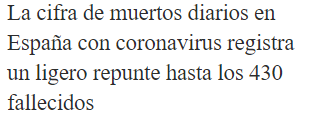 La cifra de muertos diarios en
España con coronavirus registra
un ligero repunte hasta los 430
fallecidos